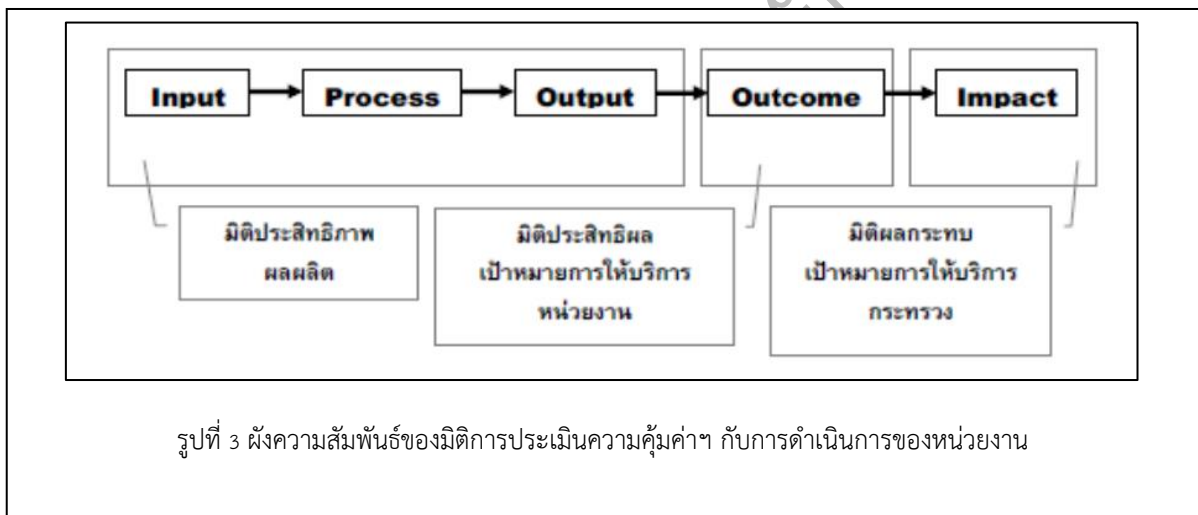 Input Process Output Outcome Impact
มิติประสิทธิภาพ
ผลผลิต
มิติประสิทธิผล
เป้าหมายการให้บริการ
หน่วยงาน
มิติผลกระทบ
เป้าหมายการให้บริการ
กระทรวง
รูปที่ 3 ผังความสัมพันธ์ของมิติการประเมินความคุ้มค่าฯ กับการดำเนินการของหน่วยงาน